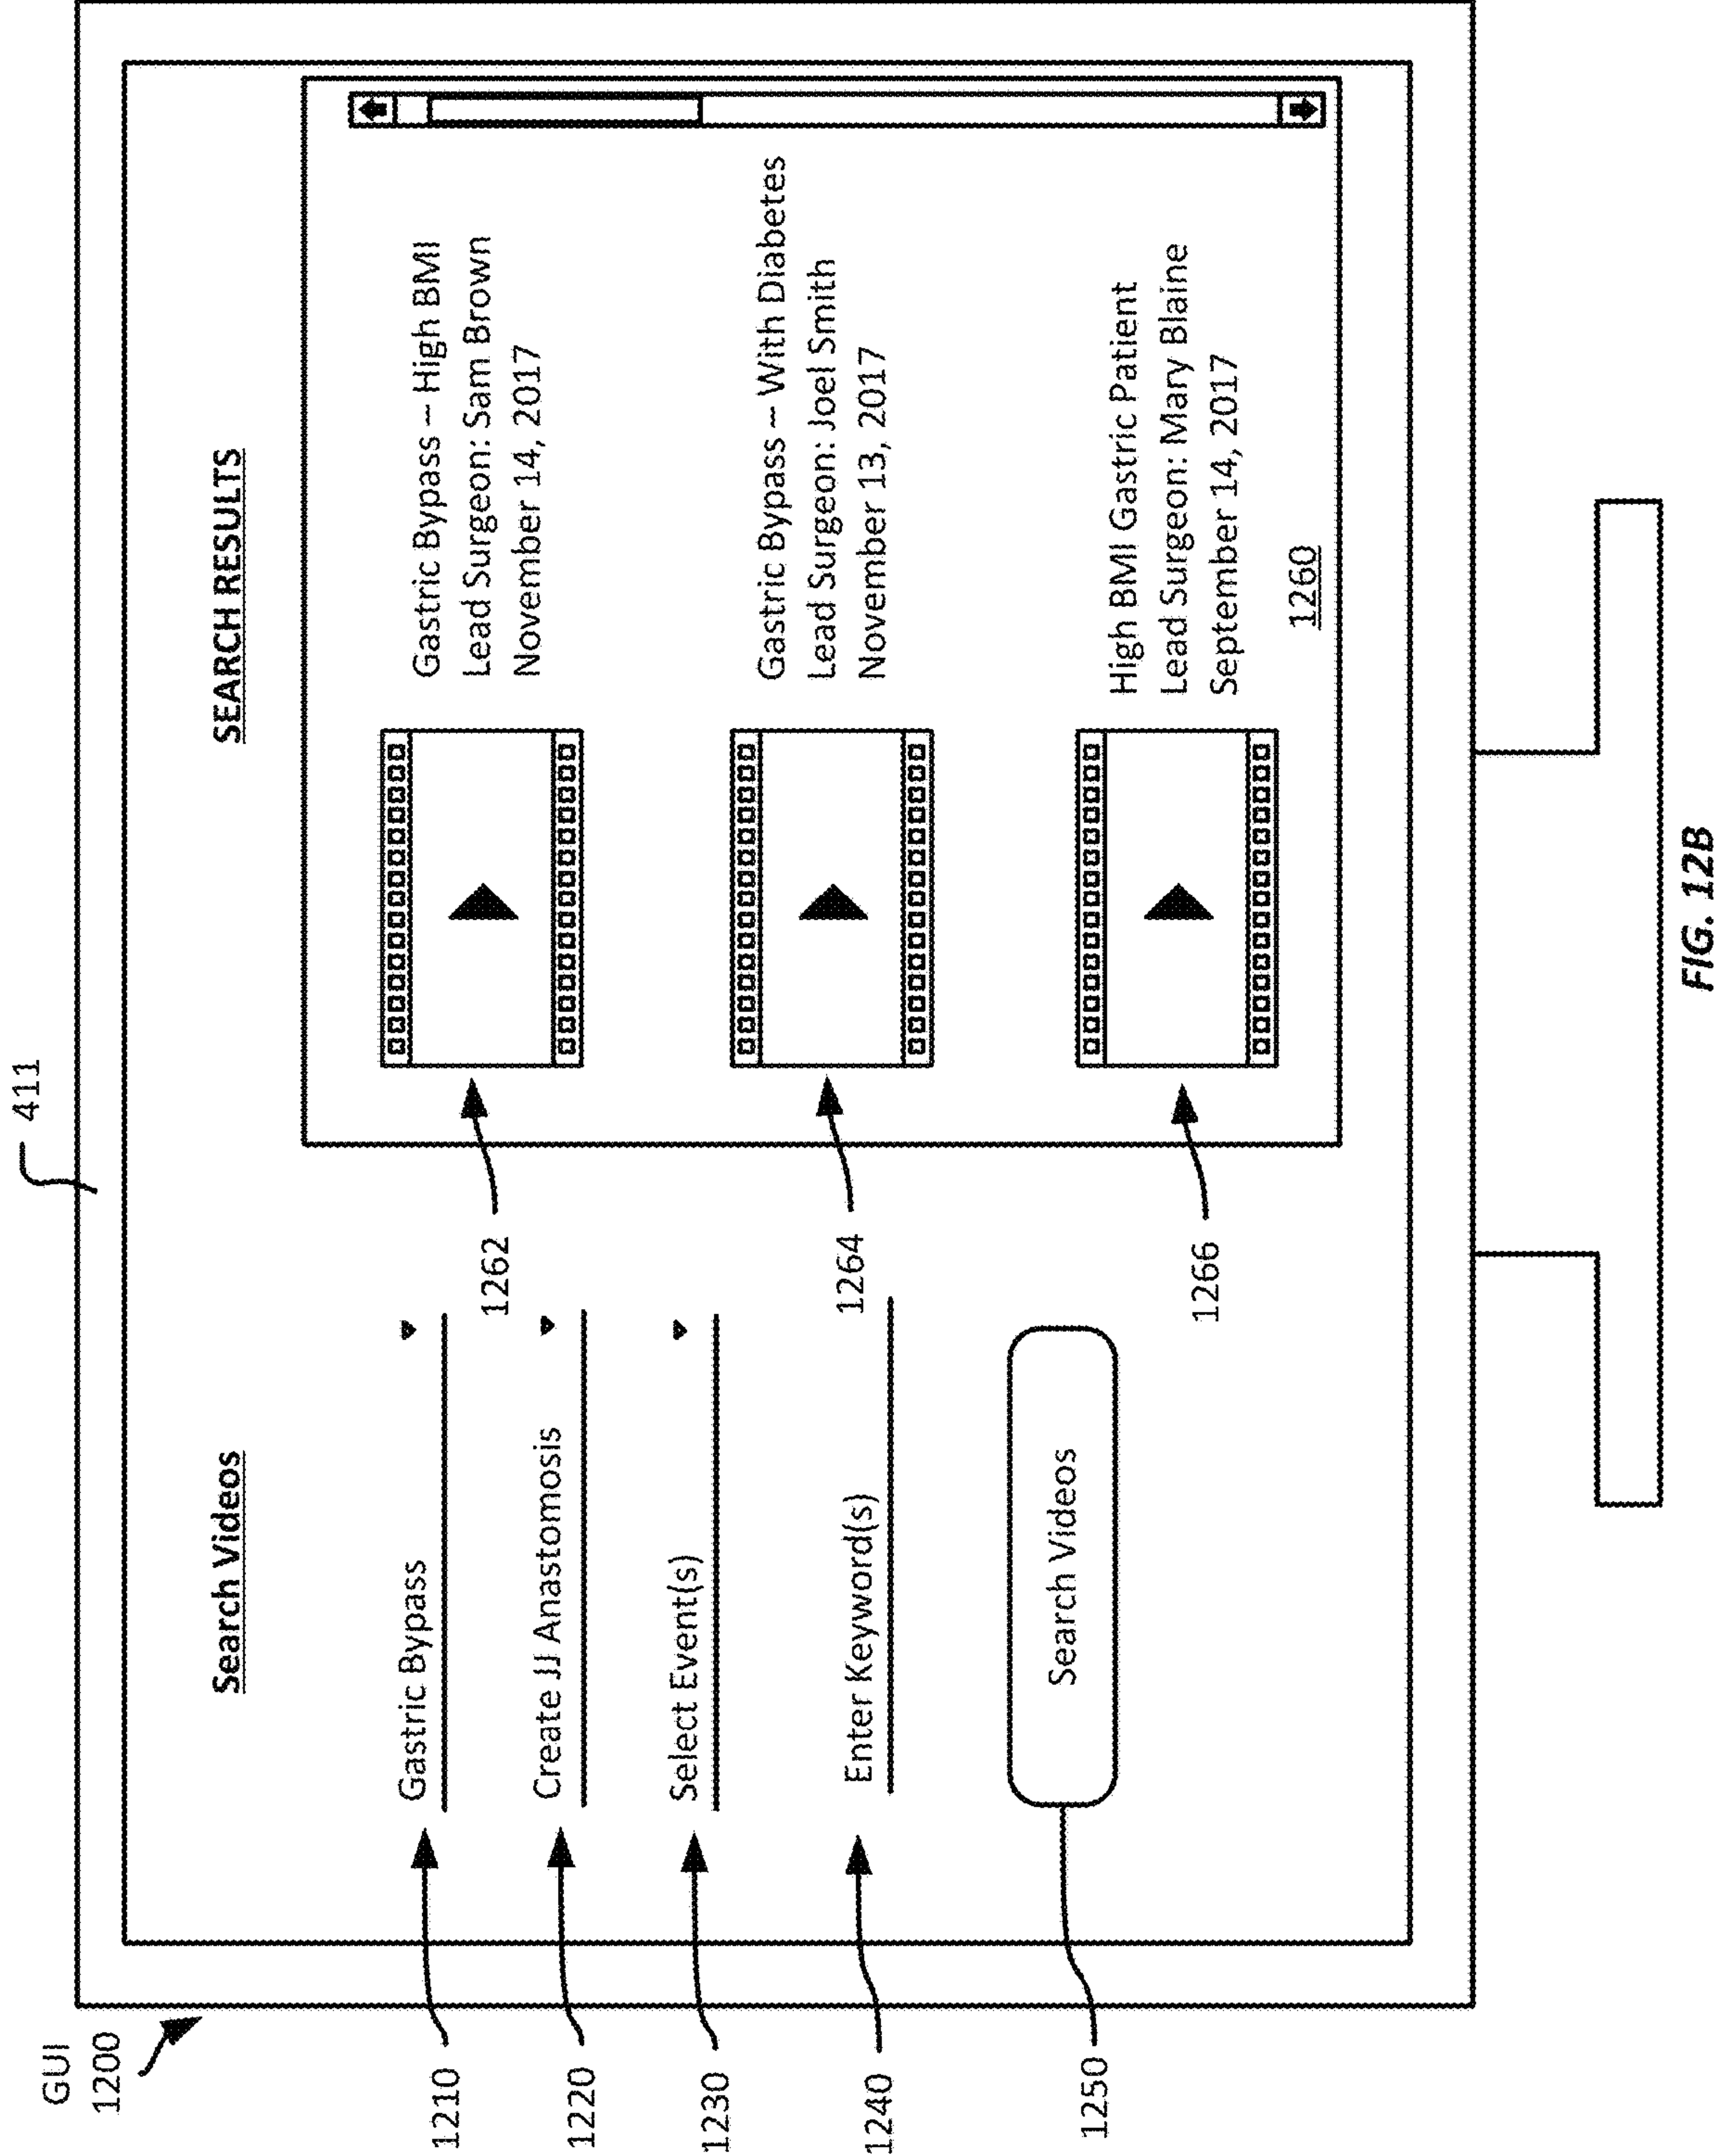 411
GUI
1200
Search Videos
1210
Gastric Bypass
1220
Create JJ Anastomosis
1230
Select Event(s)
1240
Enter Keyword(s)
1250
Search Videos
SEARCH RESULTS
1262
Gastric Bypass – High BMI
Lead Surgeon: Sam Brown
November 14, 2017
1264
Gastric Bypass – With Diabetes
Lead Surgeon: Joel Smith
November 13, 2017
1266
High BMI Gastric Patient
Lead Surgeon: Mary Blaine
September 14, 2017
1260
FIG. 12B